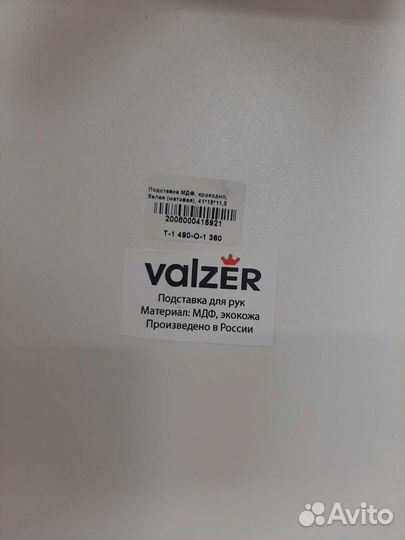 Подставка МДФ, крокодил,
белая (матовая), 41*15*11,5
2008000415921
Т-1 490-О-1 360
valzer
Подставка для рук
Материал: МДФ, экокожа
Произведено в России
Avito